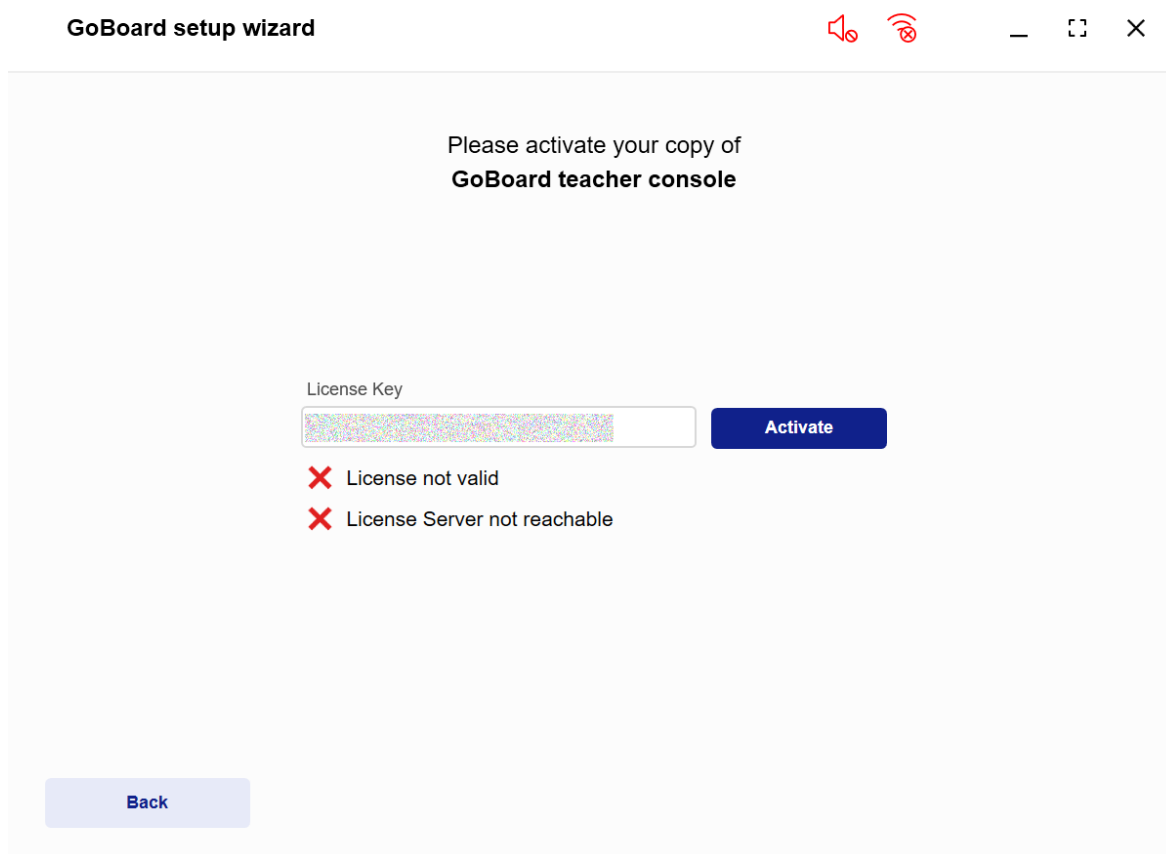 GoBoard setup wizard
Please activate your copy of
GoBoard teacher console
License Key
Activate
License not valid
License Server not reachable
Back